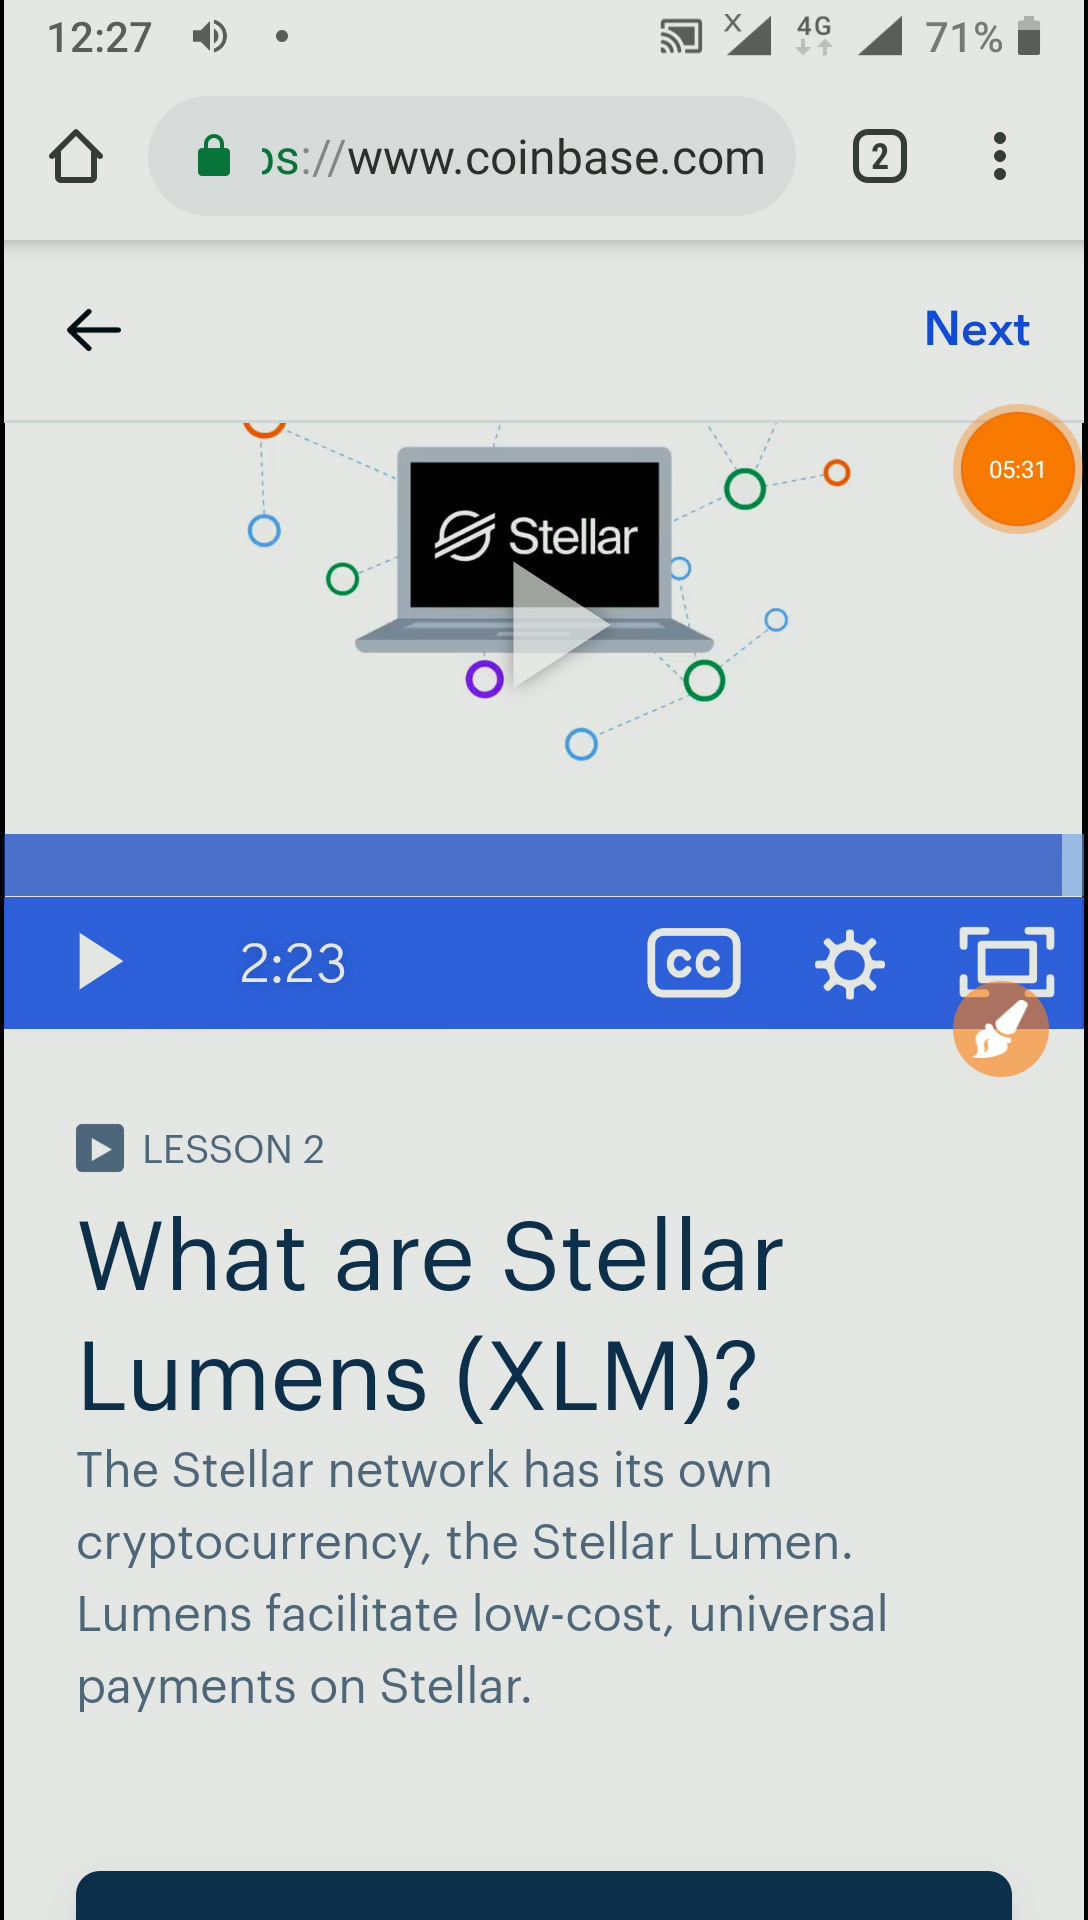 12:27
X
4G
71%
ps://www.coinbase.com
2
Next
Stellar
05:31
2:23
CC
LESSON 2
What are Stellar
Lumens (XLM)?
The Stellar network has its own
cryptocurrency, the Stellar Lumen.
Lumens facilitate low-cost, universal
payments on Stellar.